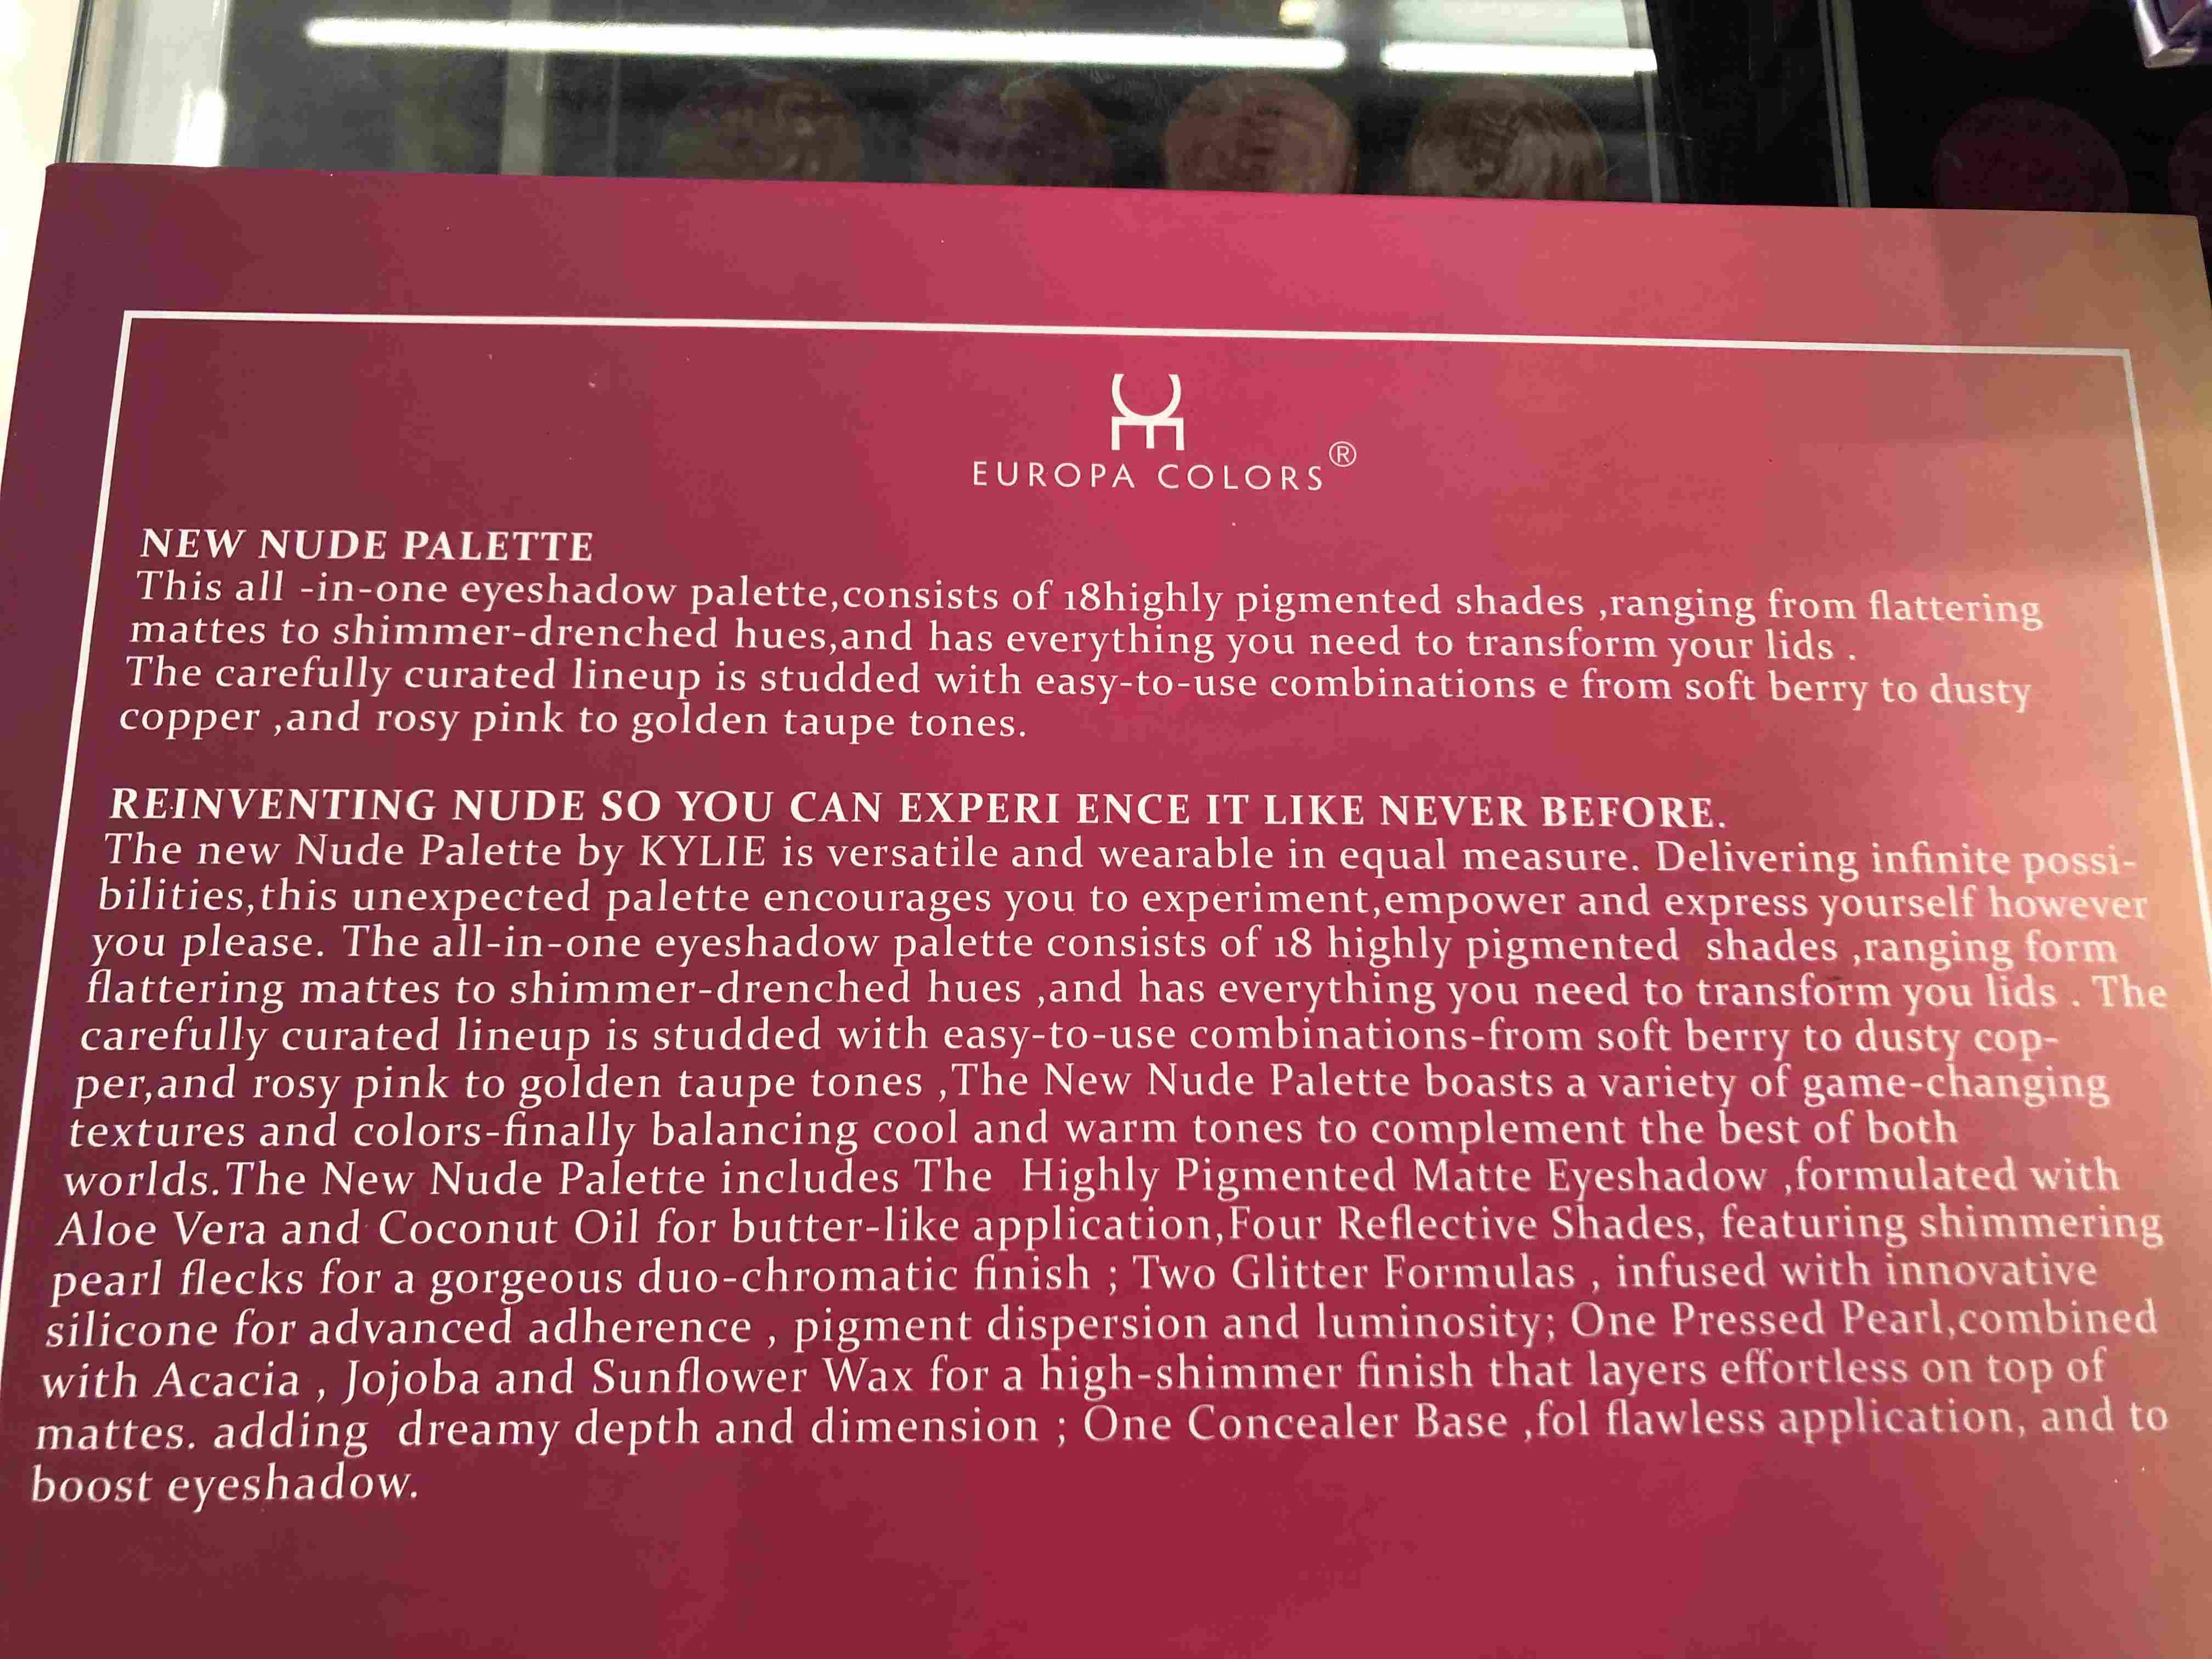 EUROPA COLORS®
NEW NUDE PALETTE
This all -in-one eyeshadow palette,consists of 18highly pigmented shades ,ranging from flattering
mattes to shimmer-drenched hues,and has everything you need to transform your lids .
The carefully curated lineup is studded with easy-to-use combinations e from soft berry to dusty
copper ,and rosy pink to golden taupe tones.
REINVENTING NUDE SO YOU CAN EXPERI ENCE IT LIKE NEVER BEFORE.
The new Nude Palette by KYLIE is versatile and wearable in equal measure. Delivering infinite possi-
bilities,this unexpected palette encourages you to experiment,empower and express yourself however
you please. The all-in-one eyeshadow palette consists of 18 highly pigmented shades ,ranging form
flattering mattes to shimmer-drenched hues ,and has everything you need to transform you lids . The
carefully curated lineup is studded with easy-to-use combinations-from soft berry to dusty cop-
per,and rosy pink to golden taupe tones ,The New Nude Palette boasts a variety of game-changing
textures and colors-finally balancing cool and warm tones to complement the best of both
worlds.The New Nude Palette includes The Highly Pigmented Matte Eyeshadow ,formulated with
Aloe Vera and Coconut Oil for butter-like application,Four Reflective Shades, featuring shimmering
pearl flecks for a gorgeous duo-chromatic finish ; Two Glitter Formulas , infused with innovative
silicone for advanced adherence , pigment dispersion and luminosity; One Pressed Pearl,combined
with Acacia , Jojoba and Sunflower Wax for a high-shimmer finish that layers effortless on top of
mattes. adding dreamy depth and dimension ; One Concealer Base ,fol flawless application, and to
boost eyeshadow.